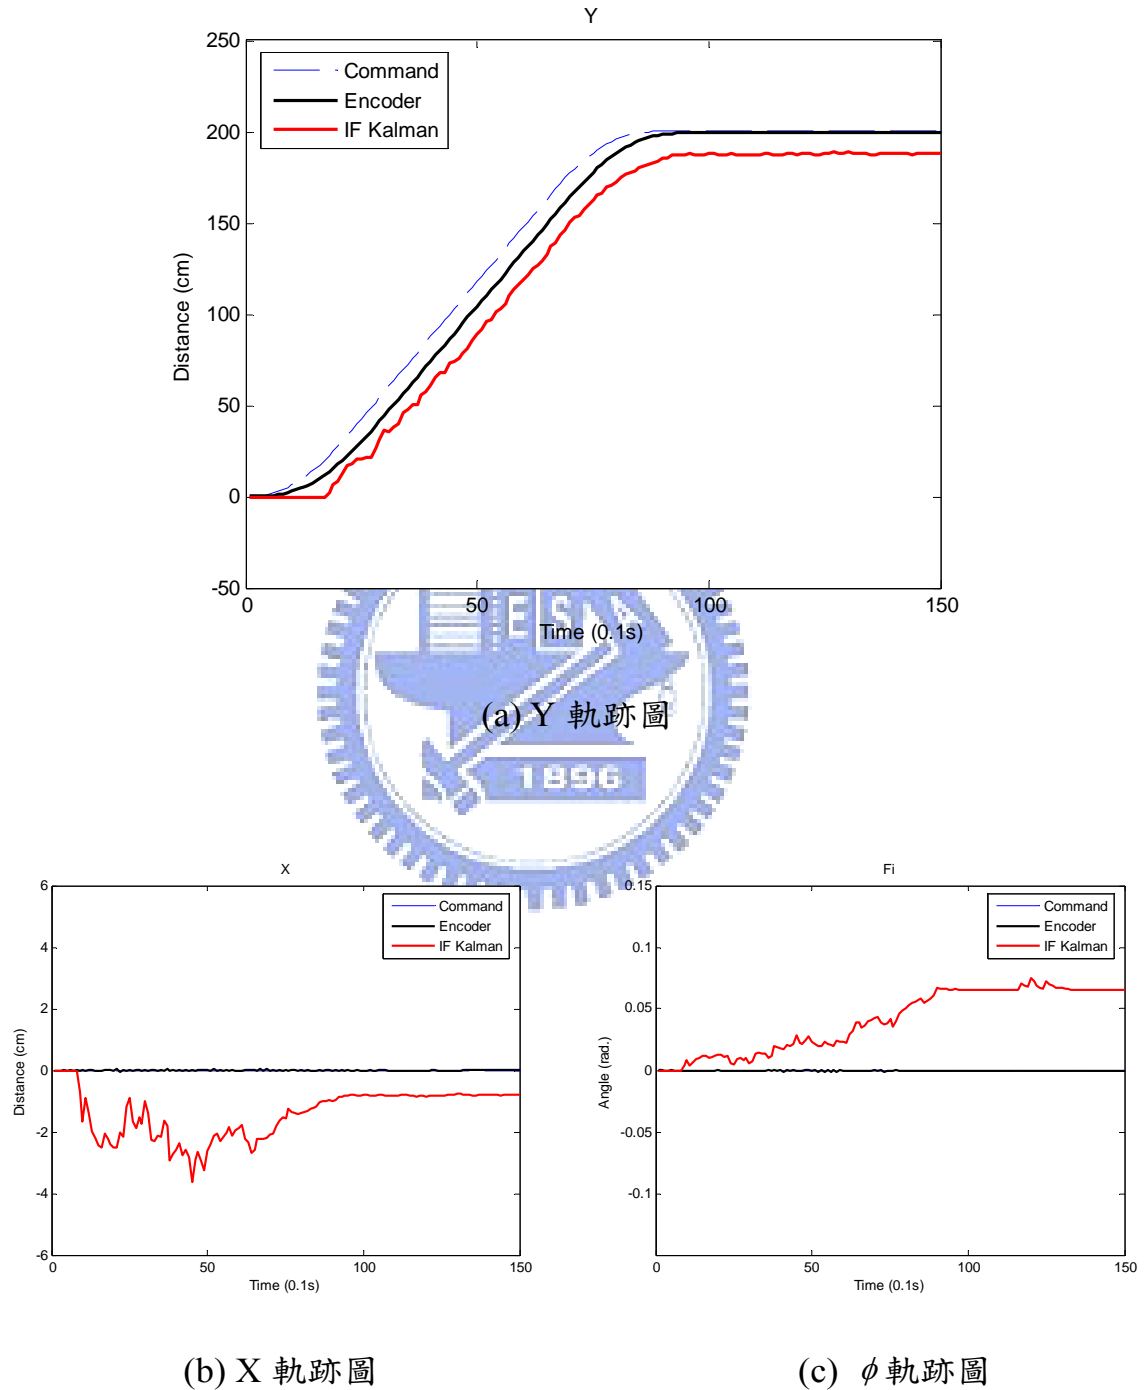 Y
250
200
150
100
50
0
-50
Distance (cm)
Command
Encoder
IF Kalman
0 50 100 150
Time (0.1s)
ESA
(a) Y 軌跡圖
1896
X
6
4
2
0
-2
-4
-6
Distance (cm)
Command
Encoder
IF Kalman
0 50 100 150
Time (0.1s)
(b) X 軌跡圖
Fi
0.15
0.1
0.05
0
-0.05
-0.1
Angle (rad.)
Command
Encoder
IF Kalman
0 50 100 150
Time (0.1s)
(c) ϕ 軌跡圖